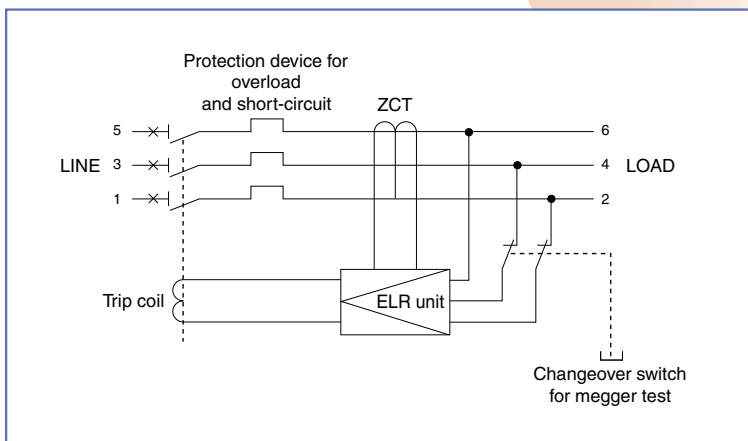 Protection device for
overload
and short-circuit
ZCT
5
6
LINE 3
4 LOAD
1
2
Trip coil
ELR unit
Changeover switch
for megger test